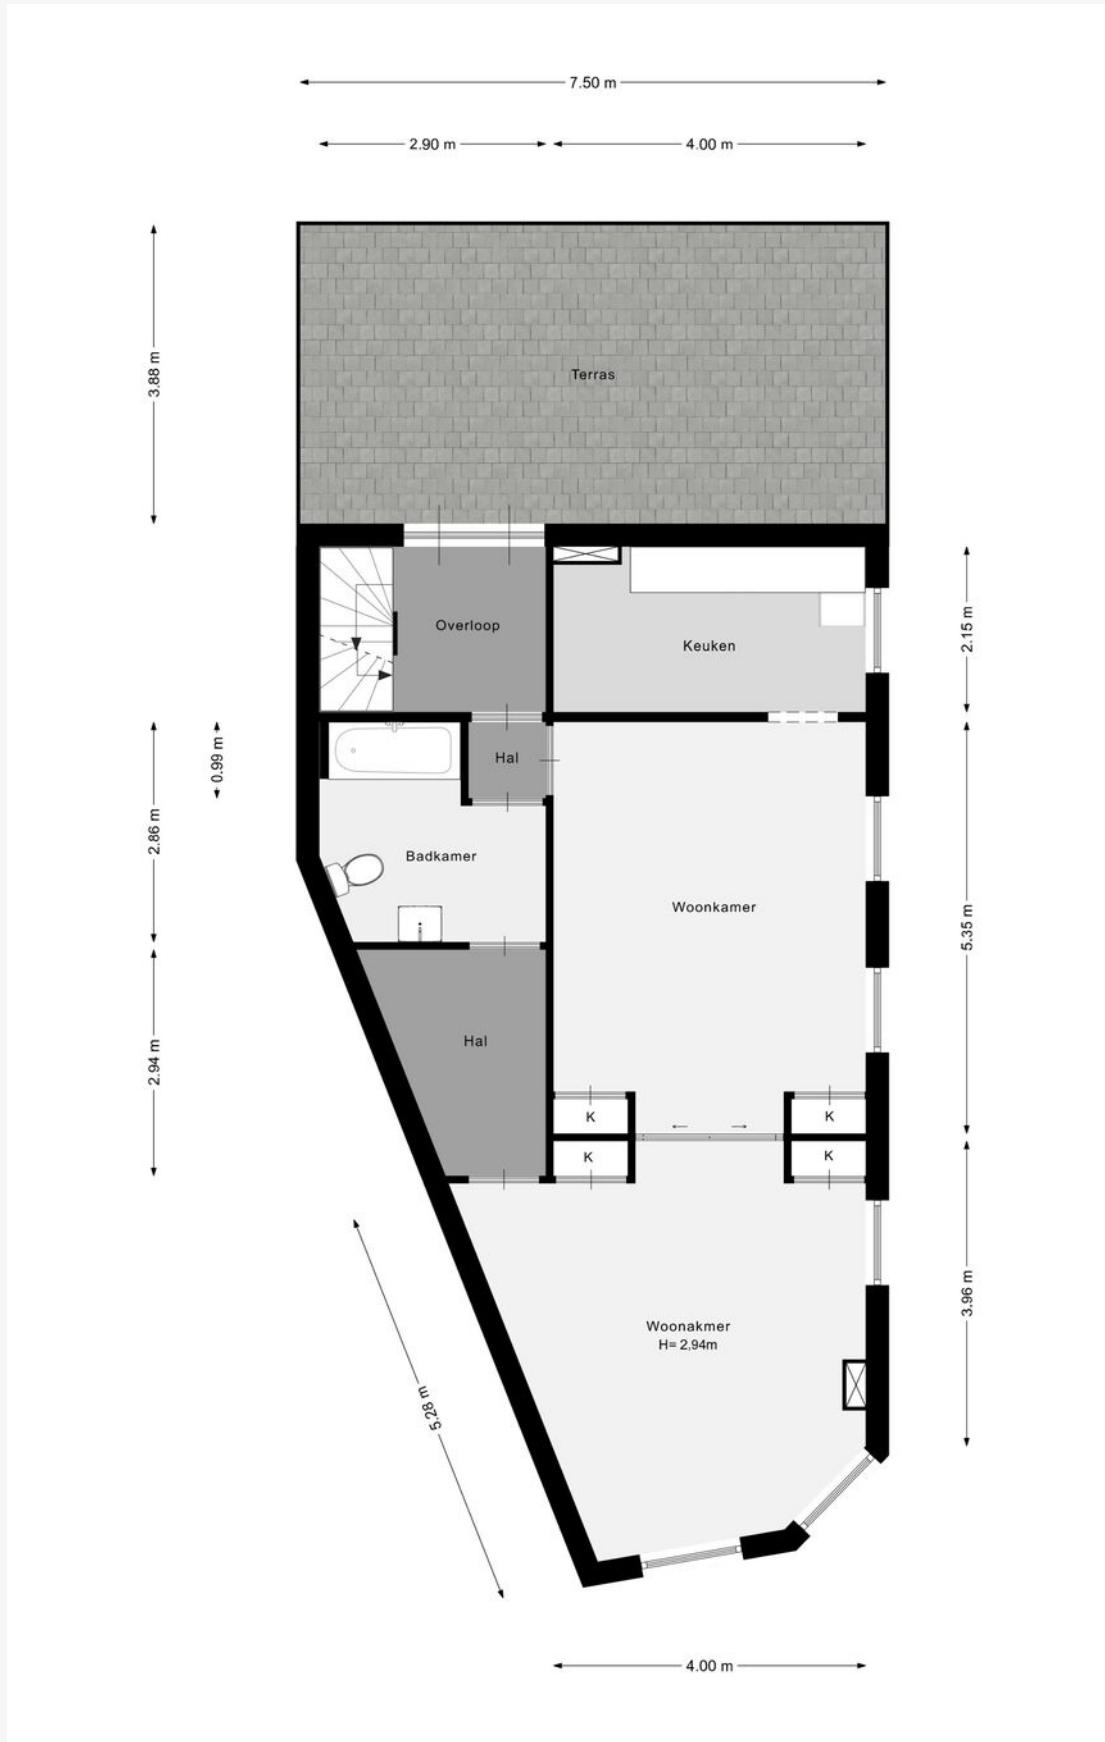 7.50 m
2.90 m
4.00 m
3.88 m
Terras
Overloop
Keuken
2.15 m
0.99 m
Hal
2.86 m
Badkamer
Woonkamer
5.35 m
Hal
2.94 m
K
K
K
K
3.96 m
Woonakmer
H= 2,94m
5.28 m
4.00 m